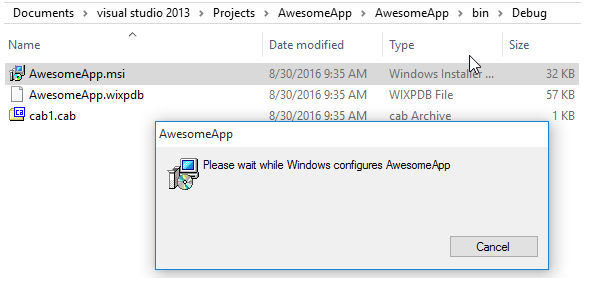 Documents > visual studio 2013 > Projects > AwesomeApp > AwesomeApp > bin > Debug
Name Date modified Type Size
AwesomeApp.msi 8/30/2016 9:35 AM Windows Installer ... 32 KB
AwesomeApp.wixpdb 8/30/2016 9:35 AM WIXPDB File 57 KB
cab1.cab 8/30/2016 9:35 AM cab Archive 1 KB
AwesomeApp
Please wait while Windows configures AwesomeApp
Cancel